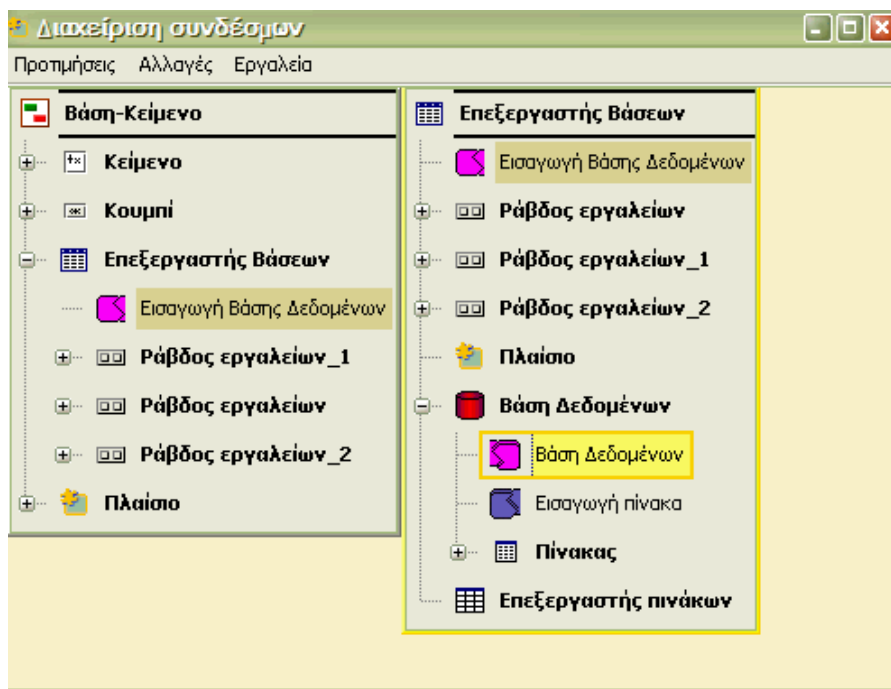 Διαχείριση συνδέσμων
Προτιμήσεις Αλλαγές Εργαλεία
Βάση-Κείμενο
Κείμενο
Κουμπί
Επεξεργαστής Βάσεων
Εισαγωγή Βάσης Δεδομένων
Ράβδος εργαλείων_1
Ράβδος εργαλείων
Ράβδος εργαλείων_2
Πλαίσιο
Επεξεργαστής Βάσεων
Εισαγωγή Βάσης Δεδομένων
Ράβδος εργαλείων
Ράβδος εργαλείων_1
Ράβδος εργαλείων_2
Πλαίσιο
Βάση Δεδομένων
Βάση Δεδομένων
Εισαγωγή πίνακα
Πίνακας
Επεξεργαστής πινάκων